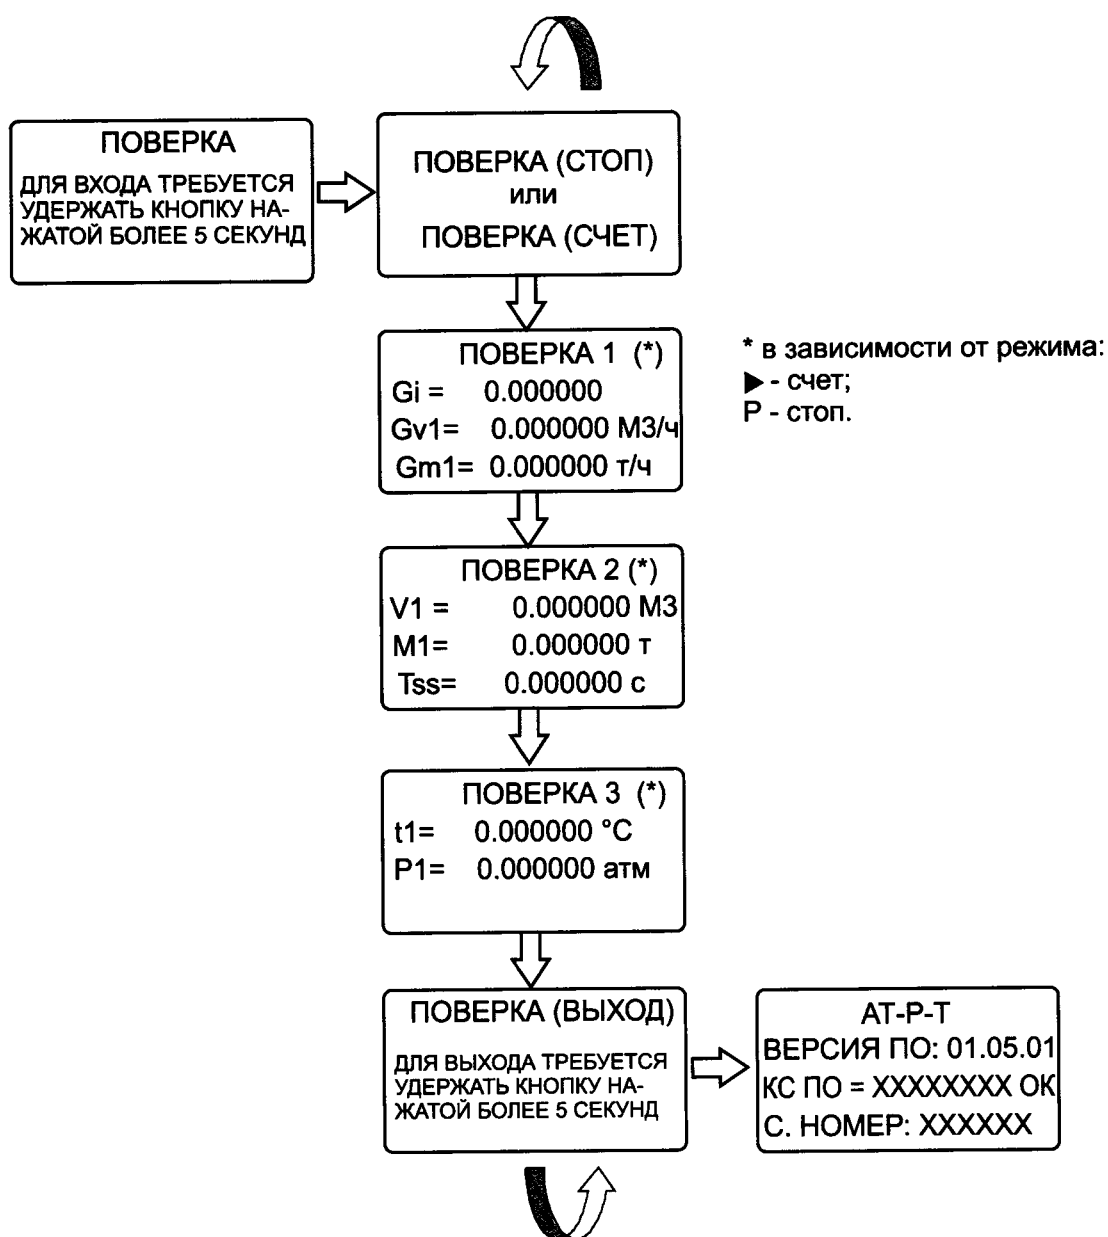 ПОВЕРКА
ДЛЯ ВХОДА ТРЕБУЕТСЯ
УДЕРЖАТЬ КНОПКУ НА-
ЖАТОЙ БОЛЕЕ 5 СЕКУНД
ПОВЕРКА (СТОП)
или
ПОВЕРКА (СЧЕТ)
ПОВЕРКА 1 (*)
Gi = 0.000000
Gv1= 0.000000 М3/ч
Gm1= 0.000000 т/ч
* в зависимости от режима:
▶ - счет;
Р - стоп.
ПОВЕРКА 2 (*)
V1 = 0.000000 М3
M1= 0.000000 т
Tss= 0.000000 с
ПОВЕРКА 3 (*)
t1= 0.000000 °C
P1= 0.000000 атм
ПОВЕРКА (ВЫХОД)
ДЛЯ ВЫХОДА ТРЕБУЕТСЯ
УДЕРЖАТЬ КНОПКУ НА-
ЖАТОЙ БОЛЕЕ 5 СЕКУНД
АТ-Р-Т
ВЕРСИЯ ПО: 01.05.01
КС ПО = XXXXXXXX ОК
С. НОМЕР: XXXXXX